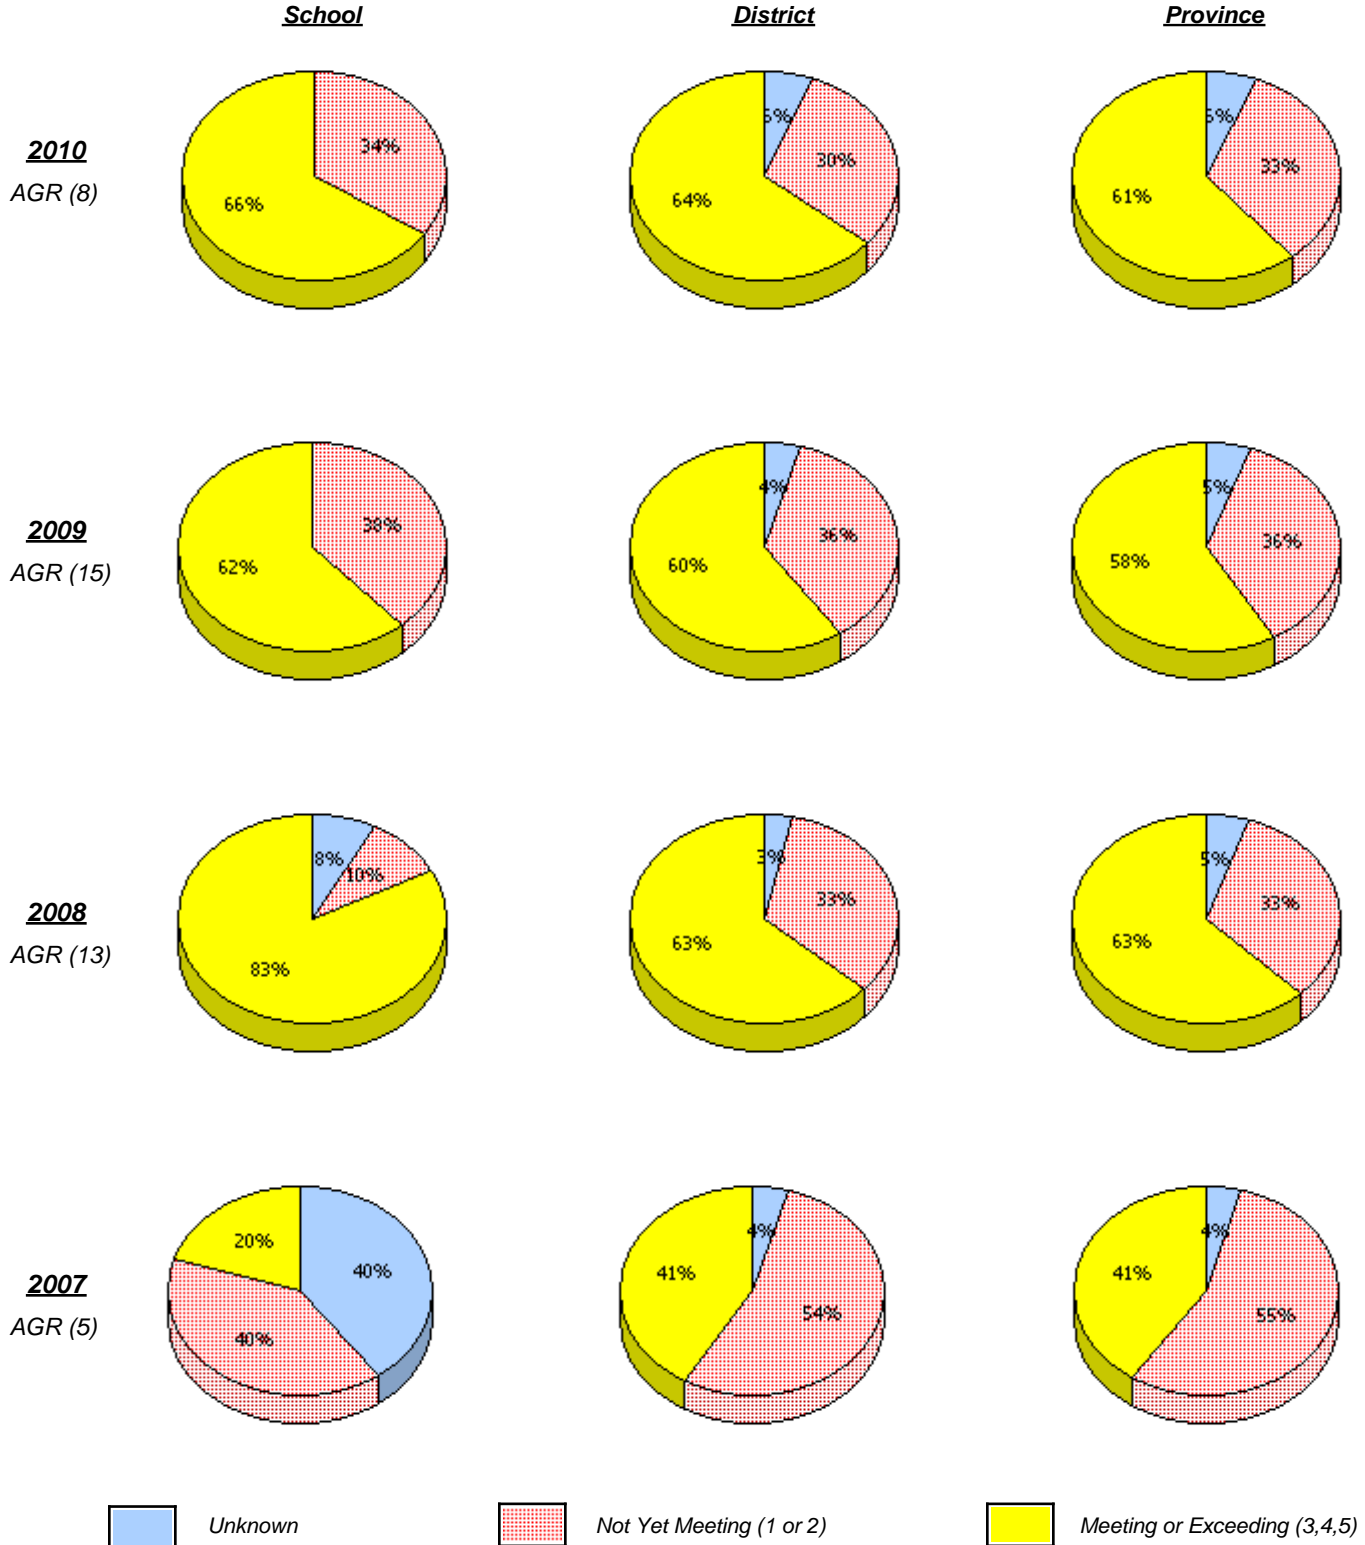 School District Province
2010
AGR (8)
34% 66%
6% 30% 64%
6% 33% 61%
2009
AGR (15)
38% 62%
4% 36% 60%
5% 36% 58%
2008
AGR (13)
8% 10% 83%
3% 33% 63%
5% 33% 63%
2007
AGR (5)
20% 40% 40%
4% 41% 54%
4% 41% 55%
Unknown Not Yet Meeting (1 or 2) Meeting or Exceeding (3,4,5)